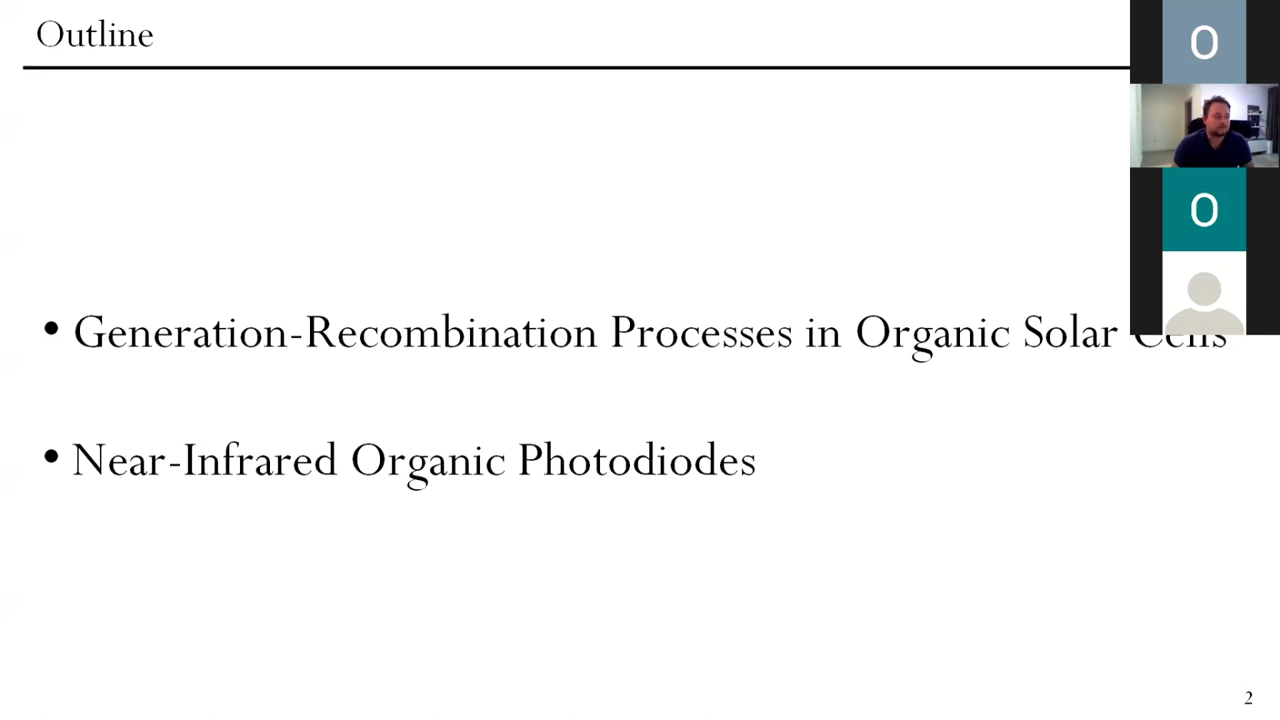 Outline
O
O
• Generation-Recombination Processes in Organic Solar Cells
• Near-Infrared Organic Photodiodes
2